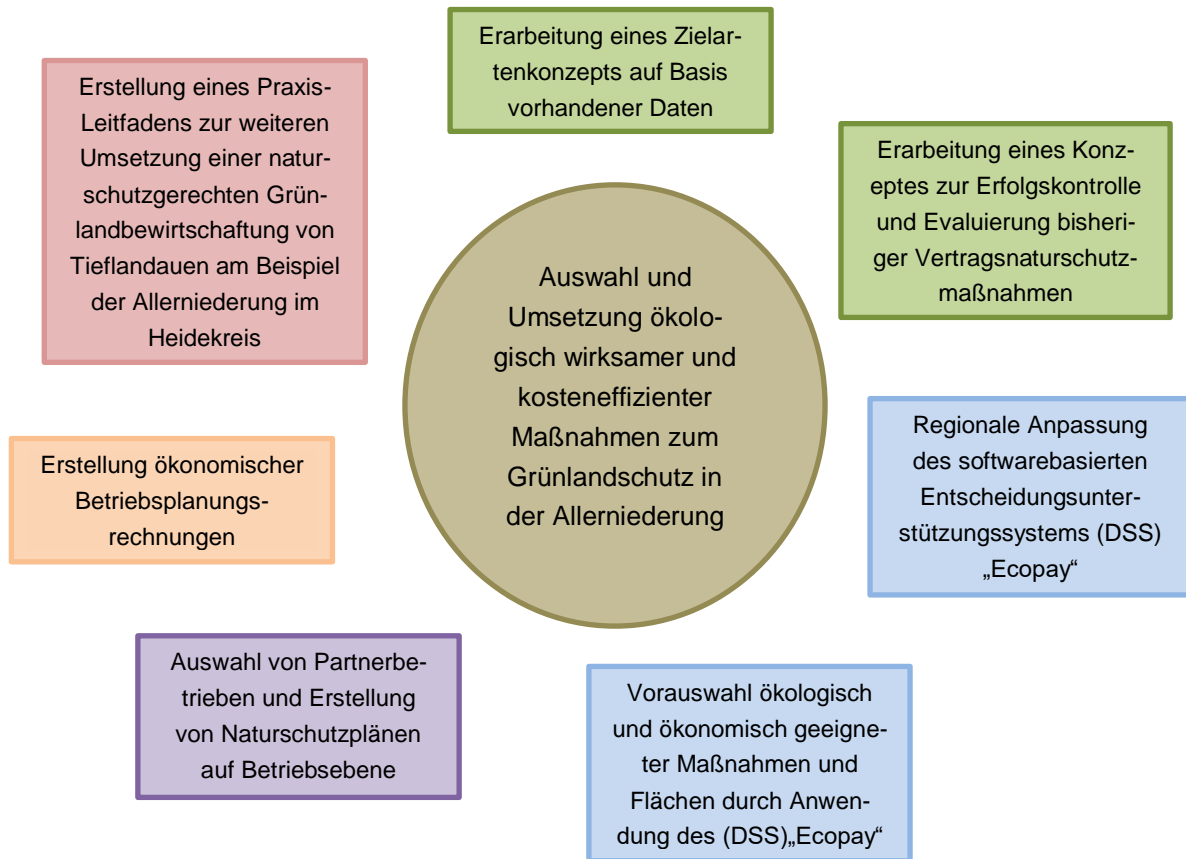 Erarbeitung eines Zielar-
tenkonzepts auf Basis
vorhandener Daten
Erarbeitung eines Konz-
eptes zur Erfolgskontrolle
und Evaluierung bisheri-
ger Vertragsnaturschutz-
maßnahmen
Regionale Anpassung
des softwarebasierten
Entscheidungsunter-
stützungssystems (DSS)
„Ecopay“
Vorauswahl ökologisch
und ökonomisch geeigne-
ter Maßnahmen und
Flächen durch Anwen-
dung des (DSS)„Ecopay“
Auswahl von Partnerbe-
trieben und Erstellung
von Naturschutzplänen
auf Betriebsebene
Erstellung ökonomischer
Betriebsplanungs-
rechnungen
Erstellung eines Praxis-
Leitfadens zur weiteren
Umsetzung einer natur-
schutzgerechten Grün-
landbewirtschaftung von
Tieflandauen am Beispiel
der Allerniederung im
Heidekreis
Auswahl und
Umsetzung ökolo-
gisch wirksamer und
kosteneffizienter
Maßnahmen zum
Grünlandschutz in
der Allerniederung